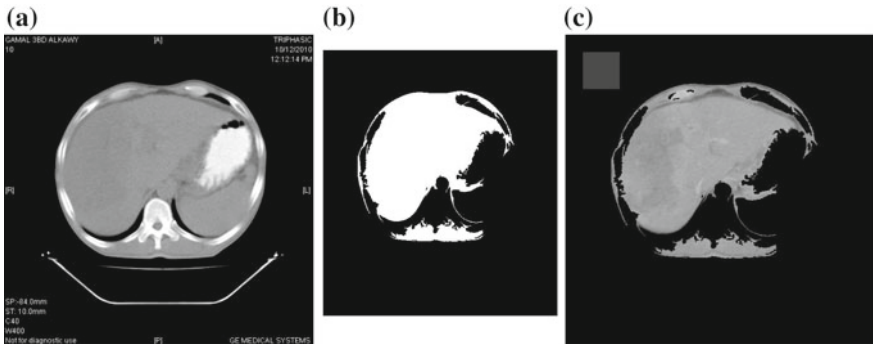 (a)
(b)
(c)
GAMAL 3BD ALKAWY
10
[A]
TRIPHASIC
10/12/2010
12:12:14 PM
[R]
[L]
SP:-84.0mm
ST: 10.0mm
C40
W400
Not for diagnostic use
[P]
GE MEDICAL SYSTEMS